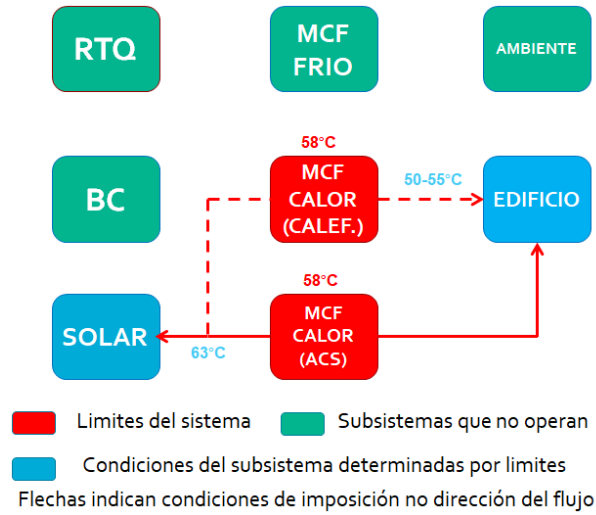 RTQ
MCF
FRIO
AMBIENTE
58°C
BC
MCF
CALOR
(CALEF.)
50-55°C
EDIFICIO
58°C
SOLAR
63°C
MCF
CALOR
(ACS)
Limites del sistema
Subsistemas que no operan
Condiciones del subsistema determinadas por limites
Flechas indican condiciones de imposición no dirección del flujo